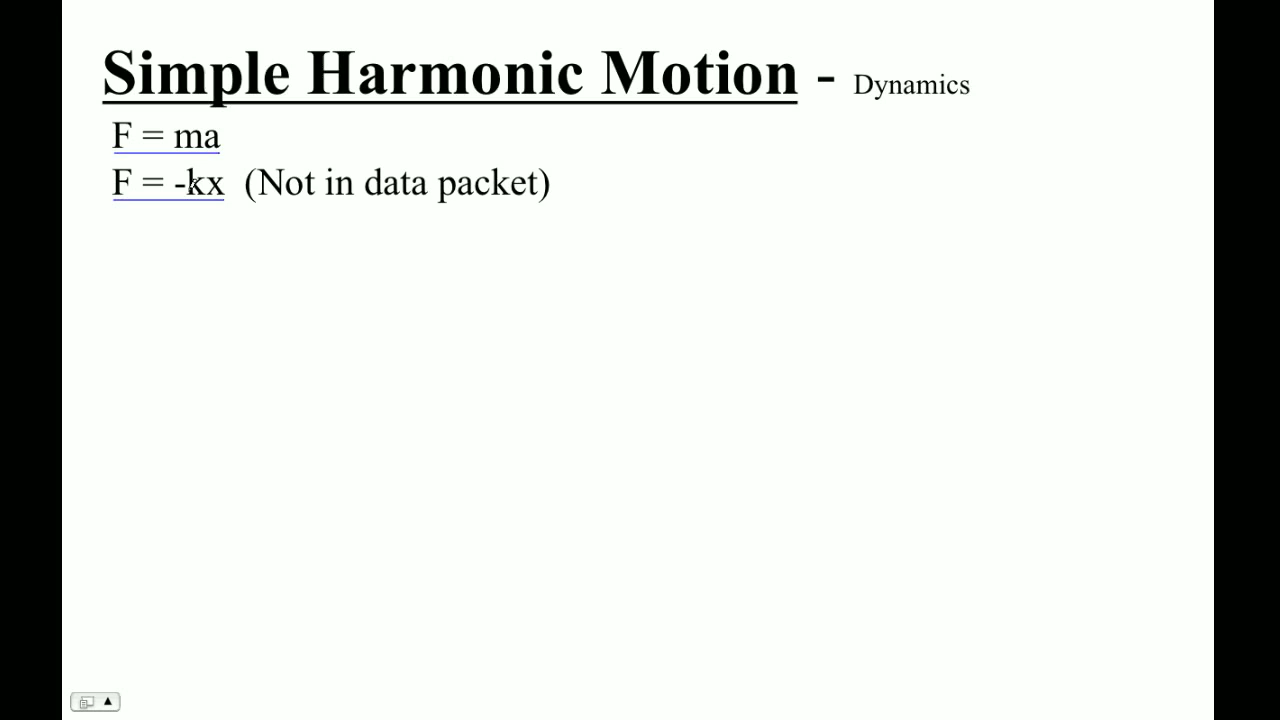 Simple Harmonic Motion - Dynamics
F = ma
F = -kx (Not in data packet)